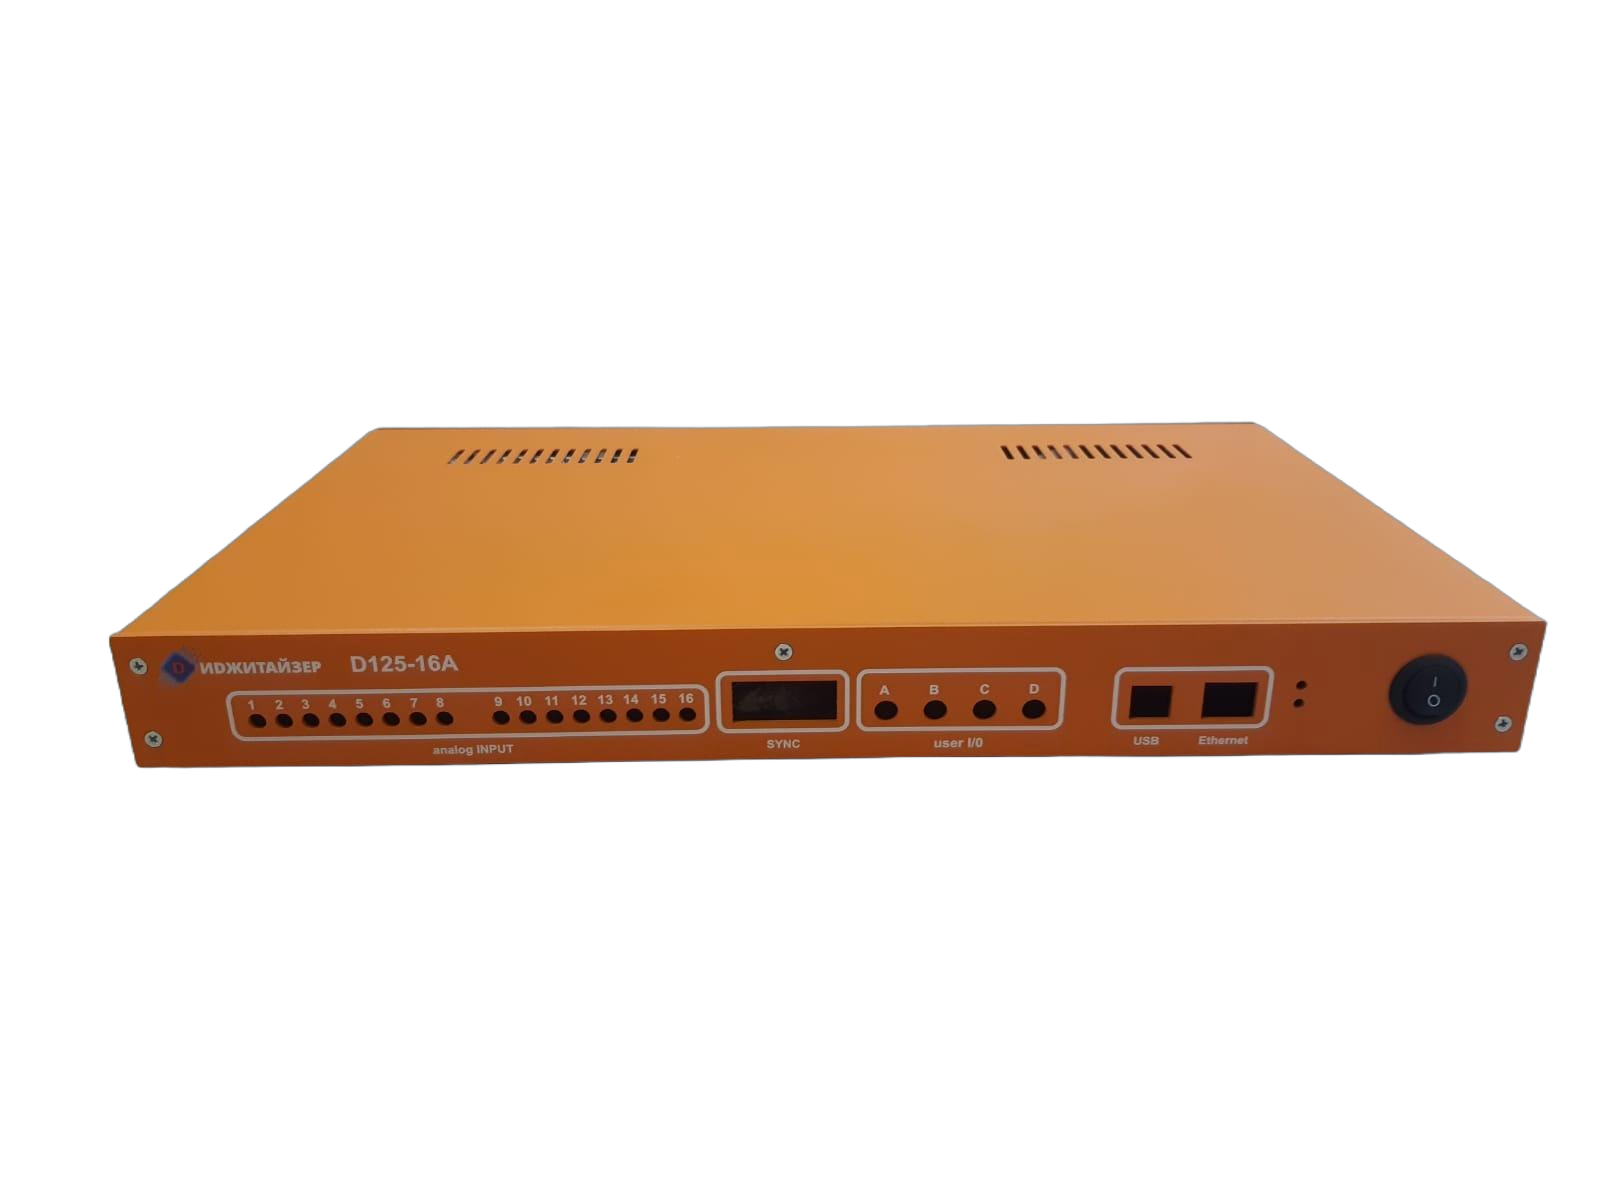 D ИДЖИТАЙЗЕР D125-16A
1 2 3 4 5 6 7 8 9 10 11 12 13 14 15 16
analog INPUT
SYNC
A B C D
user I/0
USB Ethernet
I
O